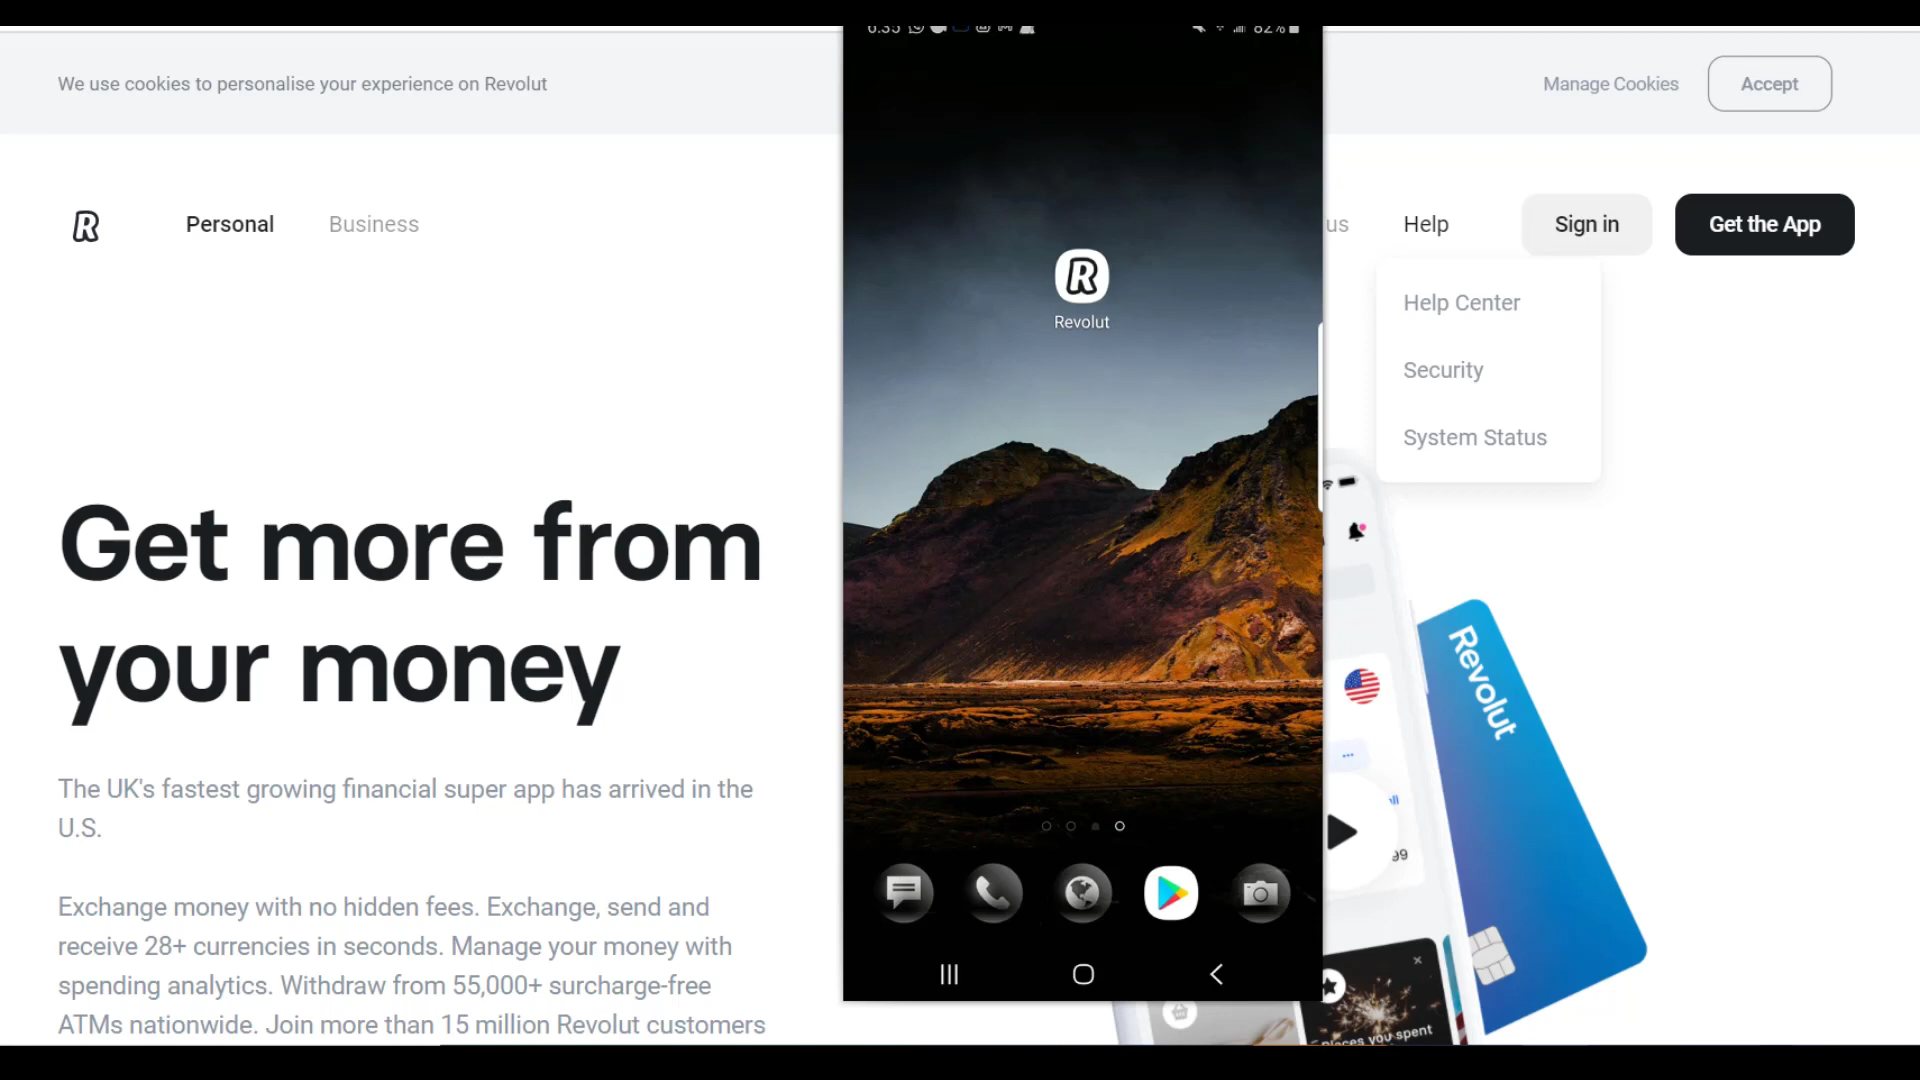 6:35
82%
We use cookies to personalise your experience on Revolut
Manage Cookies
Accept
R
Personal
Business
us
Help
Sign in
Get the App
Help Center
Security
System Status
R
Revolut
Get more from
your money
The UK's fastest growing financial super app has arrived in the
U.S.
Exchange money with no hidden fees. Exchange, send and
receive 28+ currencies in seconds. Manage your money with
spending analytics. Withdraw from 55,000+ surcharge-free
ATMs nationwide. Join more than 15 million Revolut customers
Revolut
99
you spent